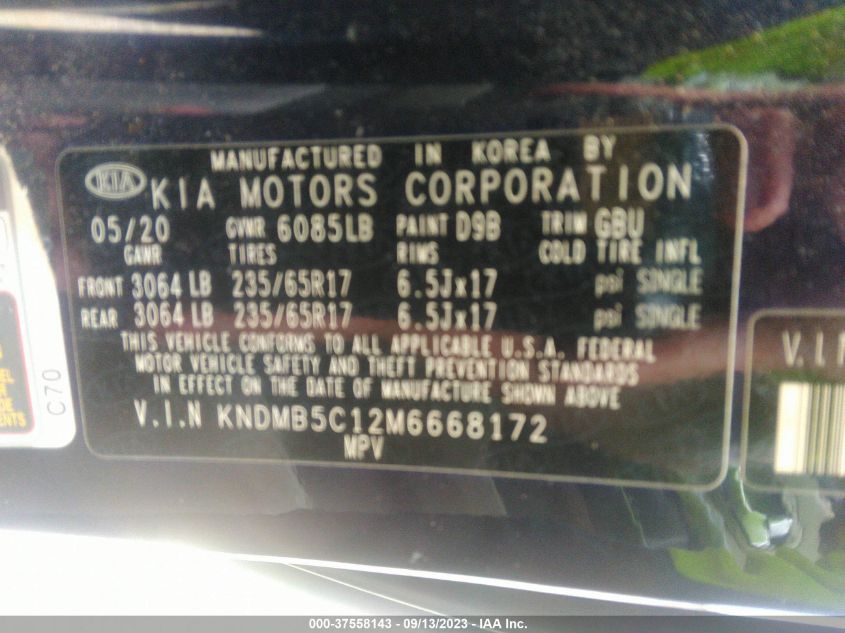 MANUFACTURED IN KOREA BY
KIA KIA MOTORS CORPORATION
05/20 GVWR 6085LB PAINT D9B TRIM GBU
GAWR TIRES RIMS COLD TIRE INFL
FRONT 3064 LB 235/65R17 6.5Jx17 psi SINGLE
REAR 3064 LB 235/65R17 6.5Jx17 psi SINGLE
THIS VEHICLE CONFORMS TO ALL APPLICABLE U.S.A. FEDERAL
MOTOR VEHICLE SAFETY AND THEFT PREVENTION STANDARDS
IN EFFECT ON THE DATE OF MANUFACTURE SHOWN ABOVE
V.I.N KNDMB5C12M6668172
MPV
C70
V.I.N
000-37558143 - 09/13/2023 - IAA Inc.